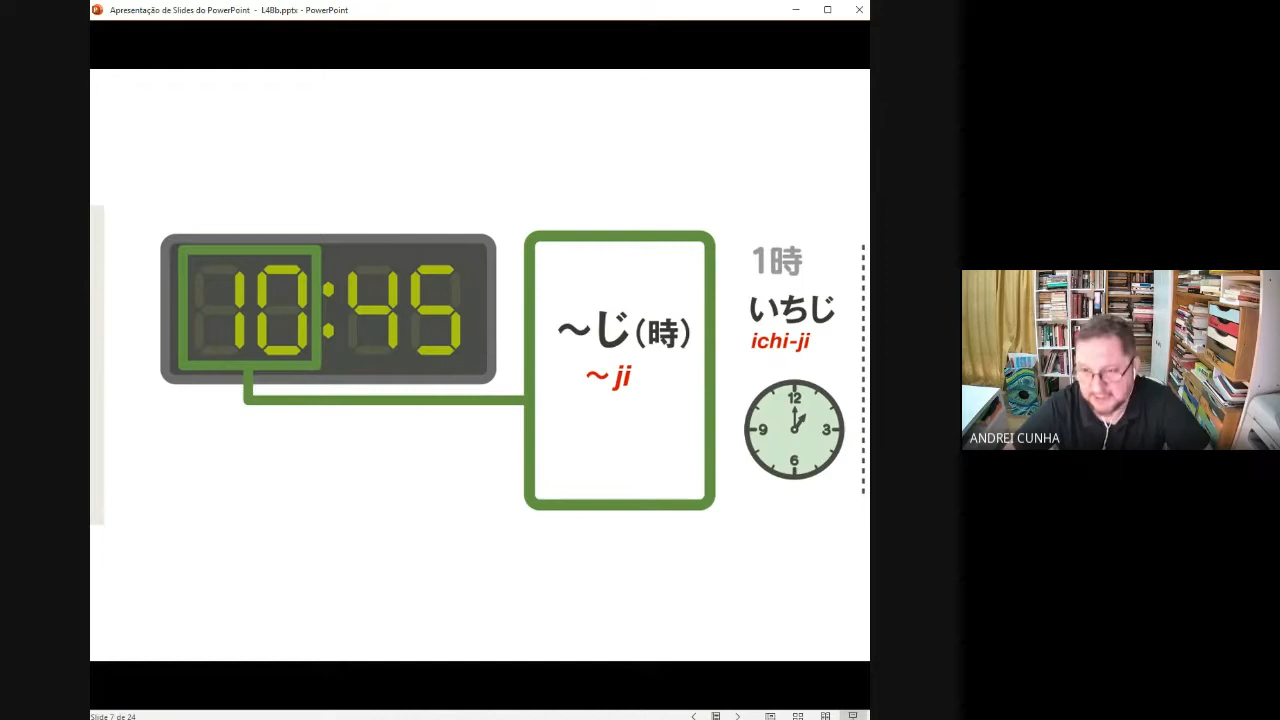 Apresentação de Slides do PowerPoint - L4Bb.pptx - PowerPoint
10:45
~じ(時)
~ ji
1時
いちじ
ichi-ji
12
9
3
6
ANDREI CUNHA
Slide 7 de 24